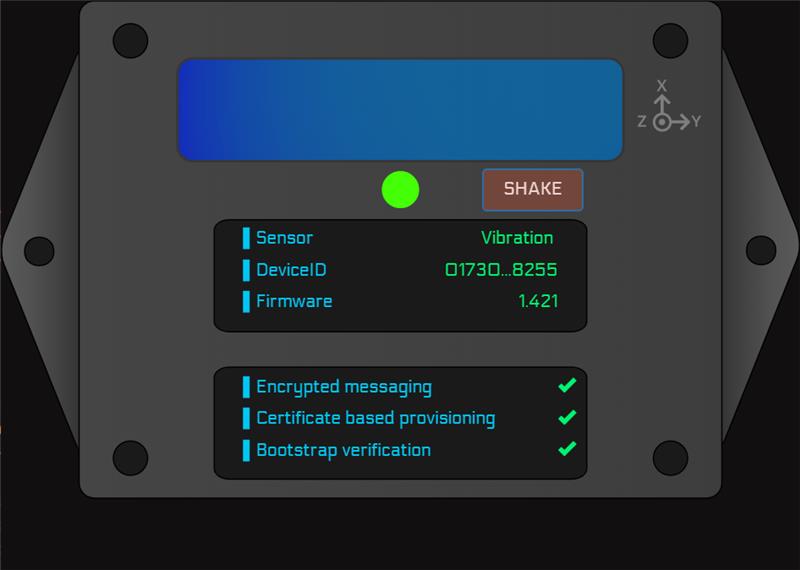 X
Z Y
SHAKE
Sensor Vibration
DeviceID 01730...8255
Firmware 1.421
Encrypted messaging
Certificate based provisioning
Bootstrap verification